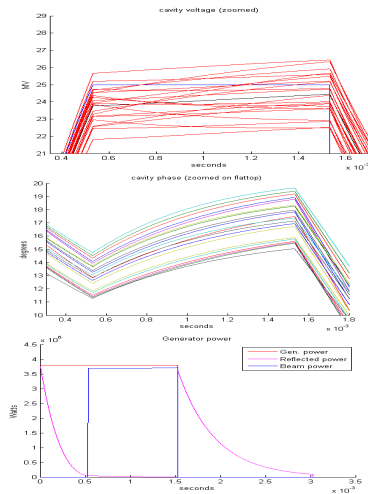 cavity voltage (zoomed)
29
28
27
26
25
24
23
22
21
MV
0.4 0.6 0.8 1 1.2 1.4 1.6
seconds
x 10⁻³
cavity phase (zoomed on flattop)
20
19
18
17
16
15
14
13
12
11
10
degrees
0.4 0.6 0.8 1 1.2 1.4 1.6 1.8
seconds
x 10⁻³
Generator power
x 10⁶
4.5
4
3.5
3
2.5
2
1.5
1
0.5
0
Watts
Gen. power
Reflected power
Beam power
0 0.5 1 1.5 2 2.5 3 3.5
seconds
x 10⁻³